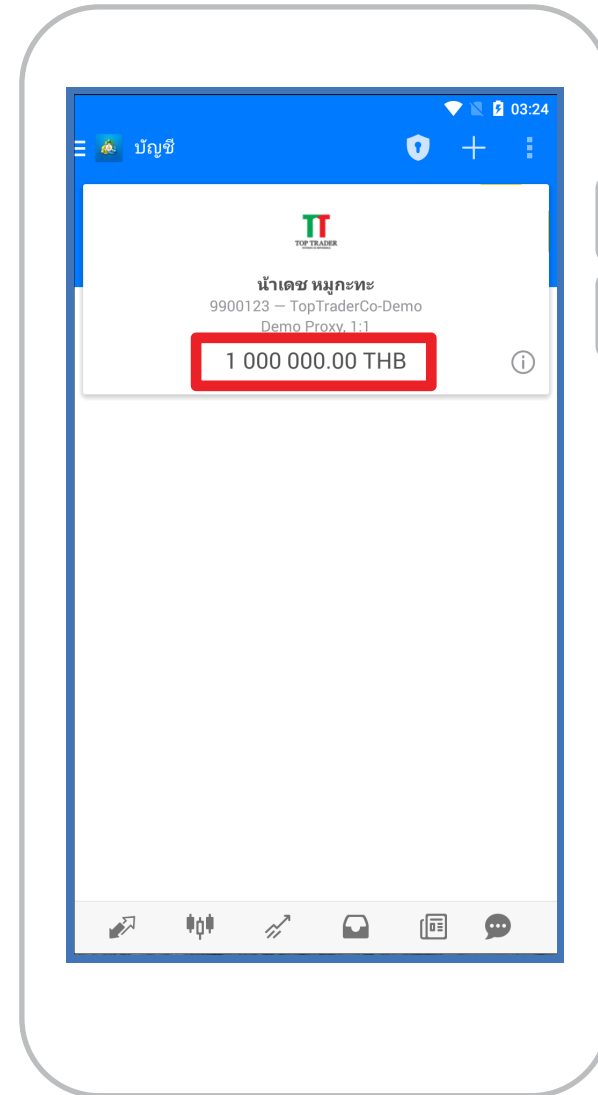 03:24
บัญชี
TT
TOP TRADER
น้าเดช หมูกะทะ
9900123 — TopTraderCo-Demo
Demo Proxy, 1:1
1 000 000.00 THB